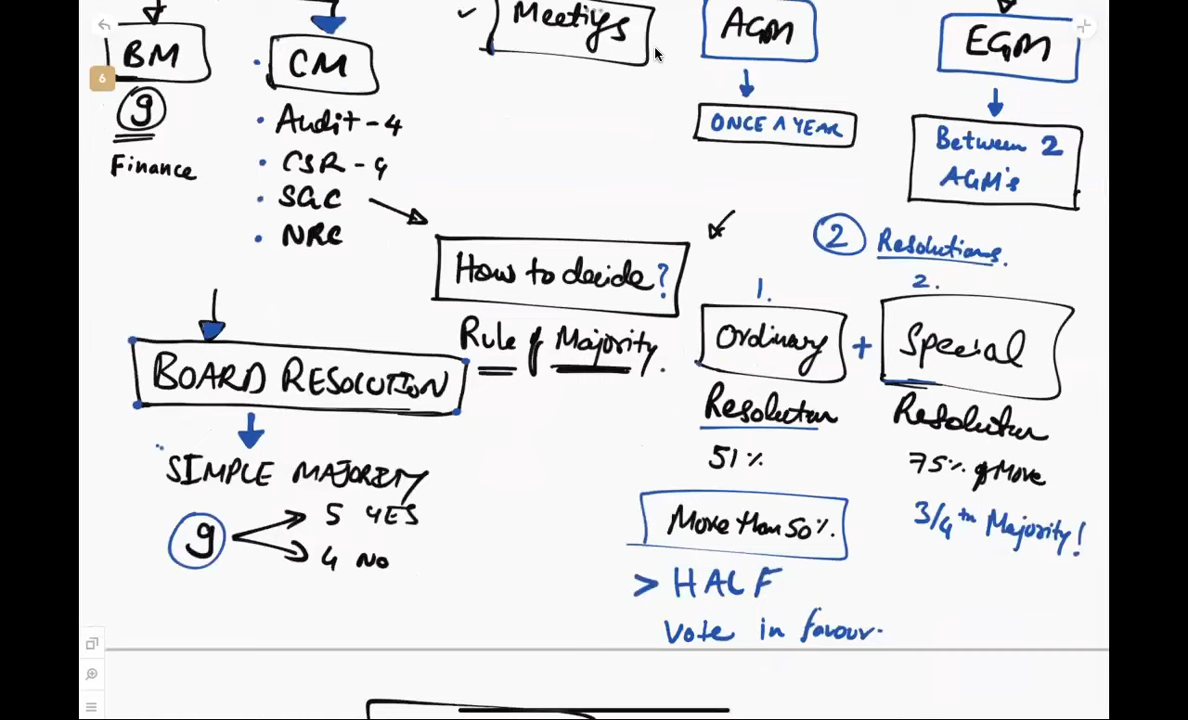 ✓ Meetings
BM
9
Finance
6
CM
• Audit - 4
• CSR - 4
• SGC
• NRC
AGM
ONCE A YEAR
EGM
Between 2
AGM's
How to decide?
Rule of Majority.
2 Resolutions.
1.
Ordinary
+
2.
Special
Resolution
51%
More than 50%.
> HALF
Vote in favour.
Resolution
75% of More
3/4th Majority!
BOARD RESOLUTION
SIMPLE MAJORITY
9
5 YES
4 NO